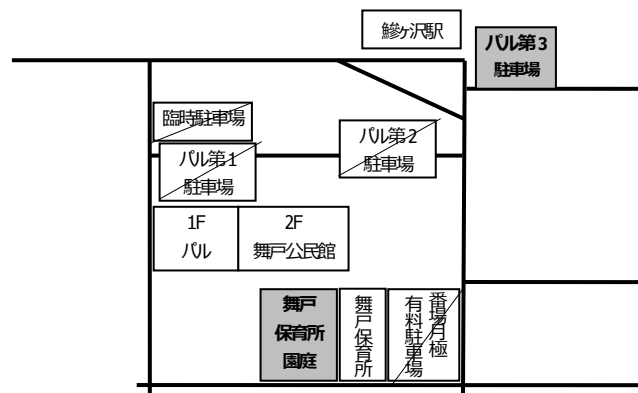 鰺ヶ沢駅
パル第3
駐車場
臨時駐車場
パル第1
駐車場
パル第2
駐車場
1F
パル
2F
舞戸公民館
舞戸
保育所
園庭
舞戸保育所
番場月極
有料駐車場